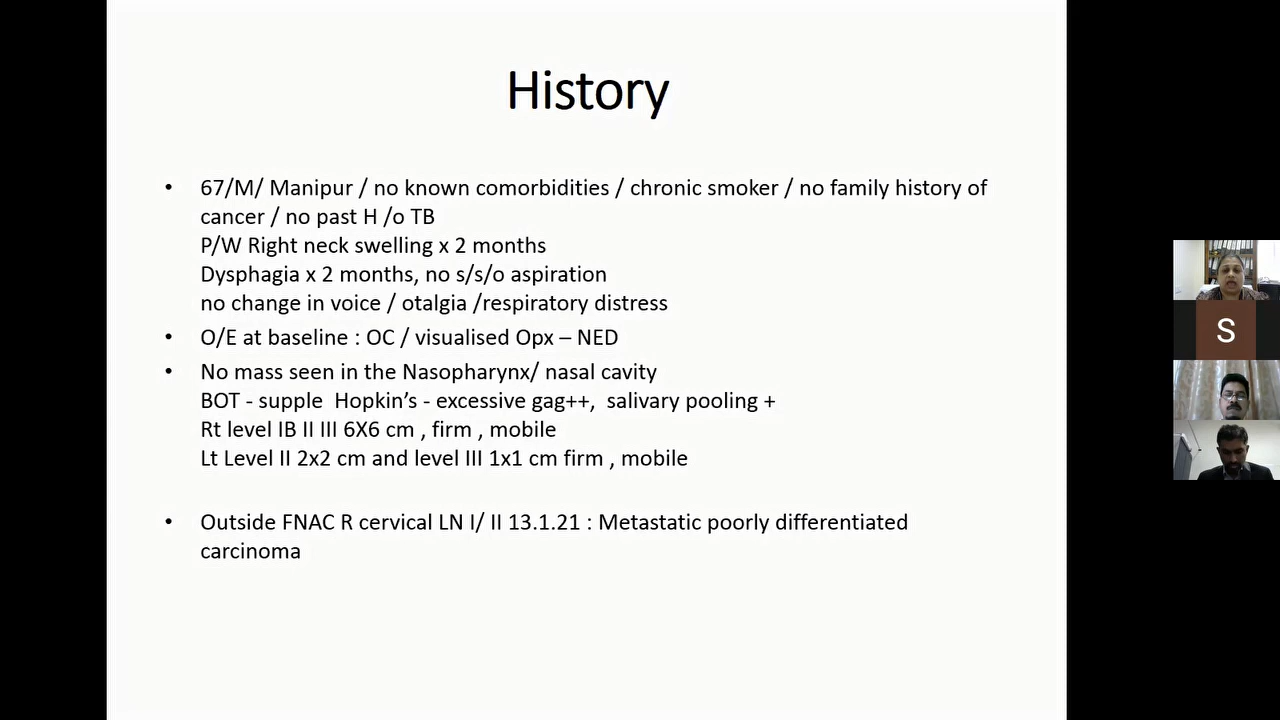 History
• 67/M/ Manipur / no known comorbidities / chronic smoker / no family history of
cancer / no past H /o TB
P/W Right neck swelling x 2 months
Dysphagia x 2 months, no s/s/o aspiration
no change in voice / otalgia /respiratory distress
• O/E at baseline : OC / visualised Opx – NED
• No mass seen in the Nasopharynx/ nasal cavity
BOT - supple Hopkin’s - excessive gag++, salivary pooling +
Rt level IB II III 6X6 cm , firm , mobile
Lt Level II 2x2 cm and level III 1x1 cm firm , mobile
• Outside FNAC R cervical LN I/ II 13.1.21 : Metastatic poorly differentiated
carcinoma
S